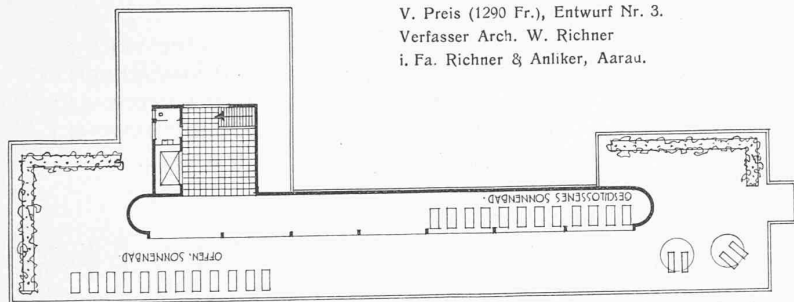 V. Preis (1290 Fr.), Entwurf Nr. 3.
Verfasser Arch. W. Richner
i. Fa. Richner & Anliker, Aarau.
GESCHLOSSENES SONNENBAD.
OFFEN. SONNENBAD.